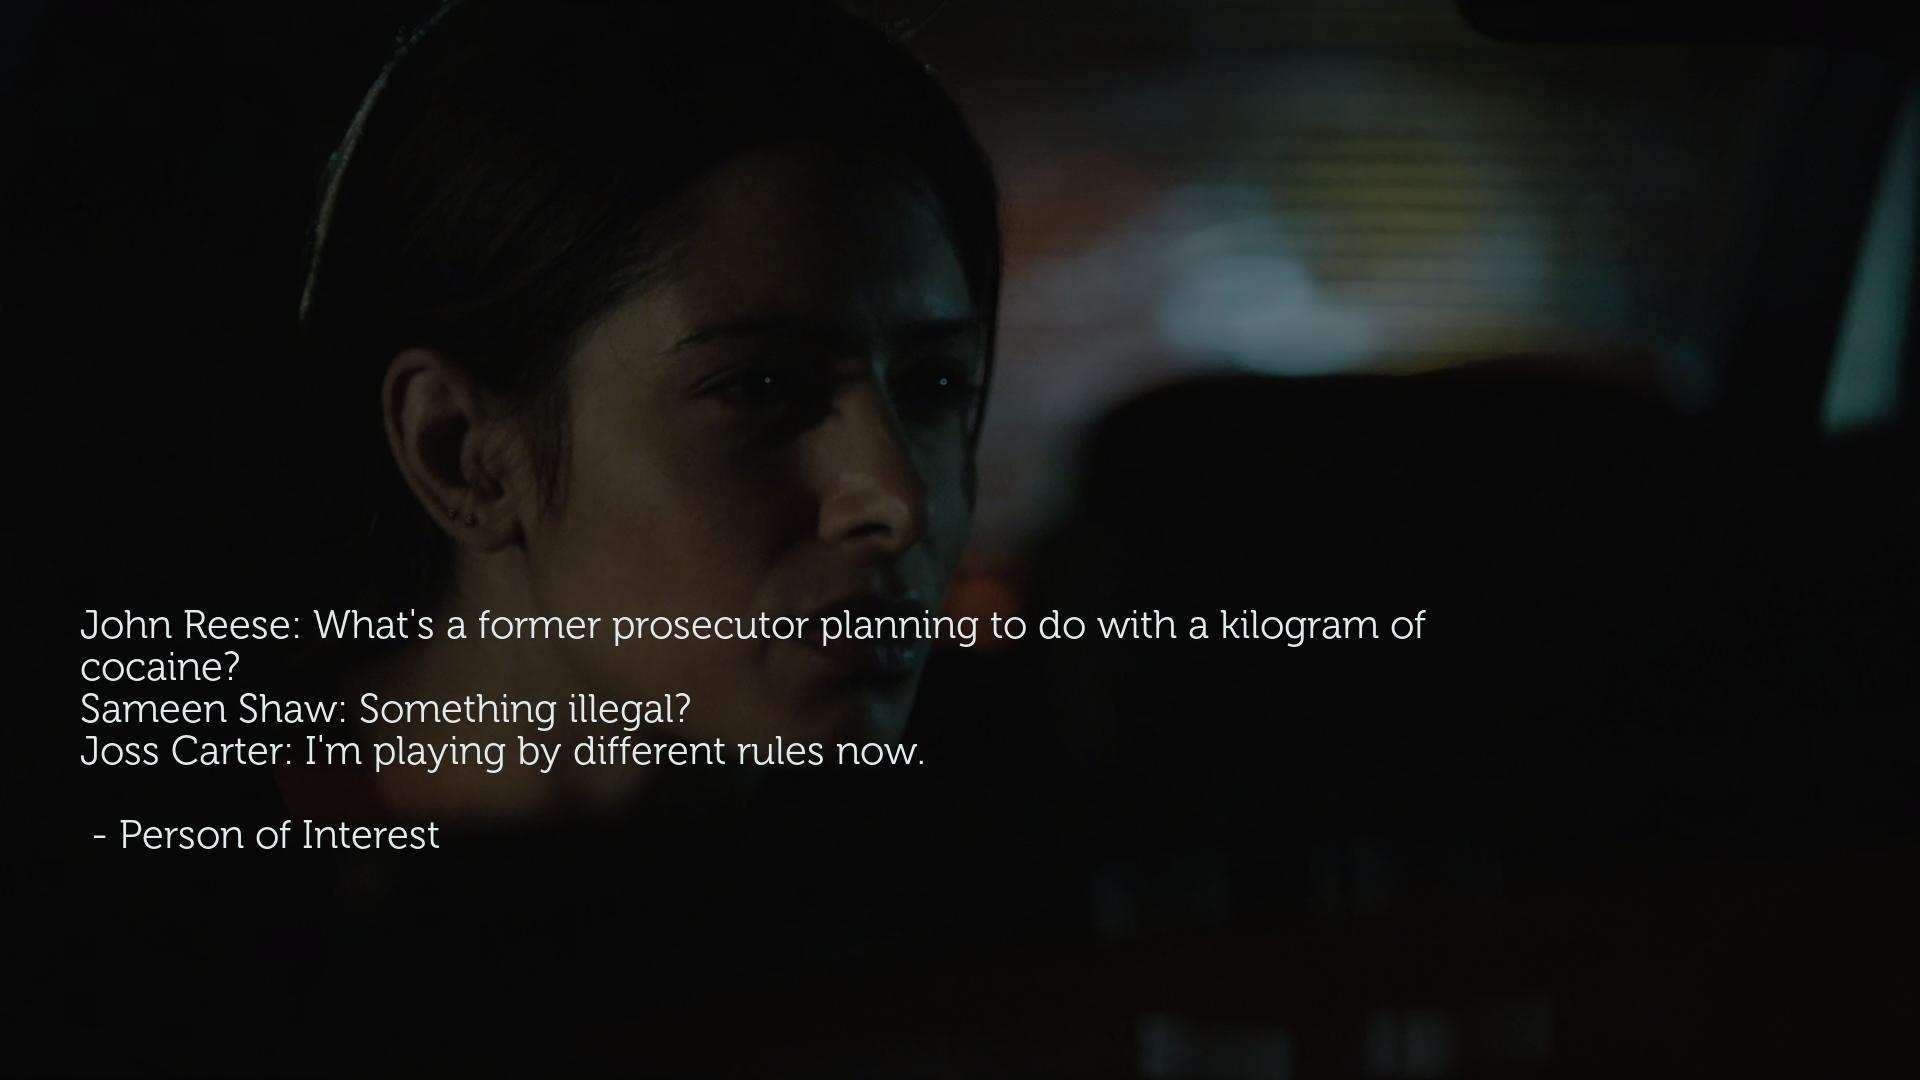 John Reese: What's a former prosecutor planning to do with a kilogram of
cocaine?
Sameen Shaw: Something illegal?
Joss Carter: I'm playing by different rules now.
- Person of Interest